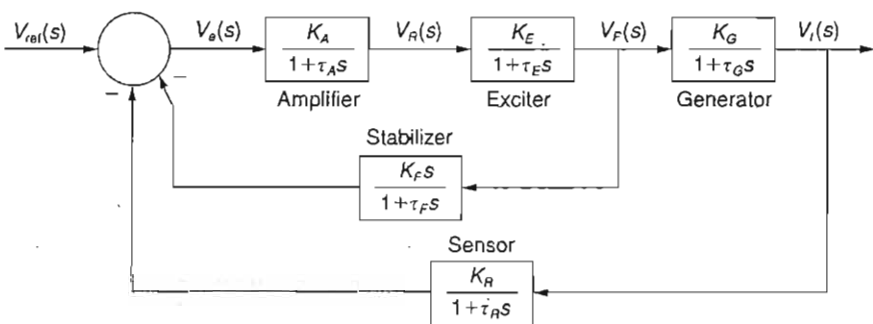 V_ref(s)
V_e(s)
K_A
1+τ_A s
Amplifier
V_R(s)
K_E
1+τ_E s
Exciter
V_F(s)
K_G
1+τ_G s
Generator
V_t(s)
−
−
Stabilizer
K_F s
1+τ_F s
Sensor
K_R
1+τ_R s